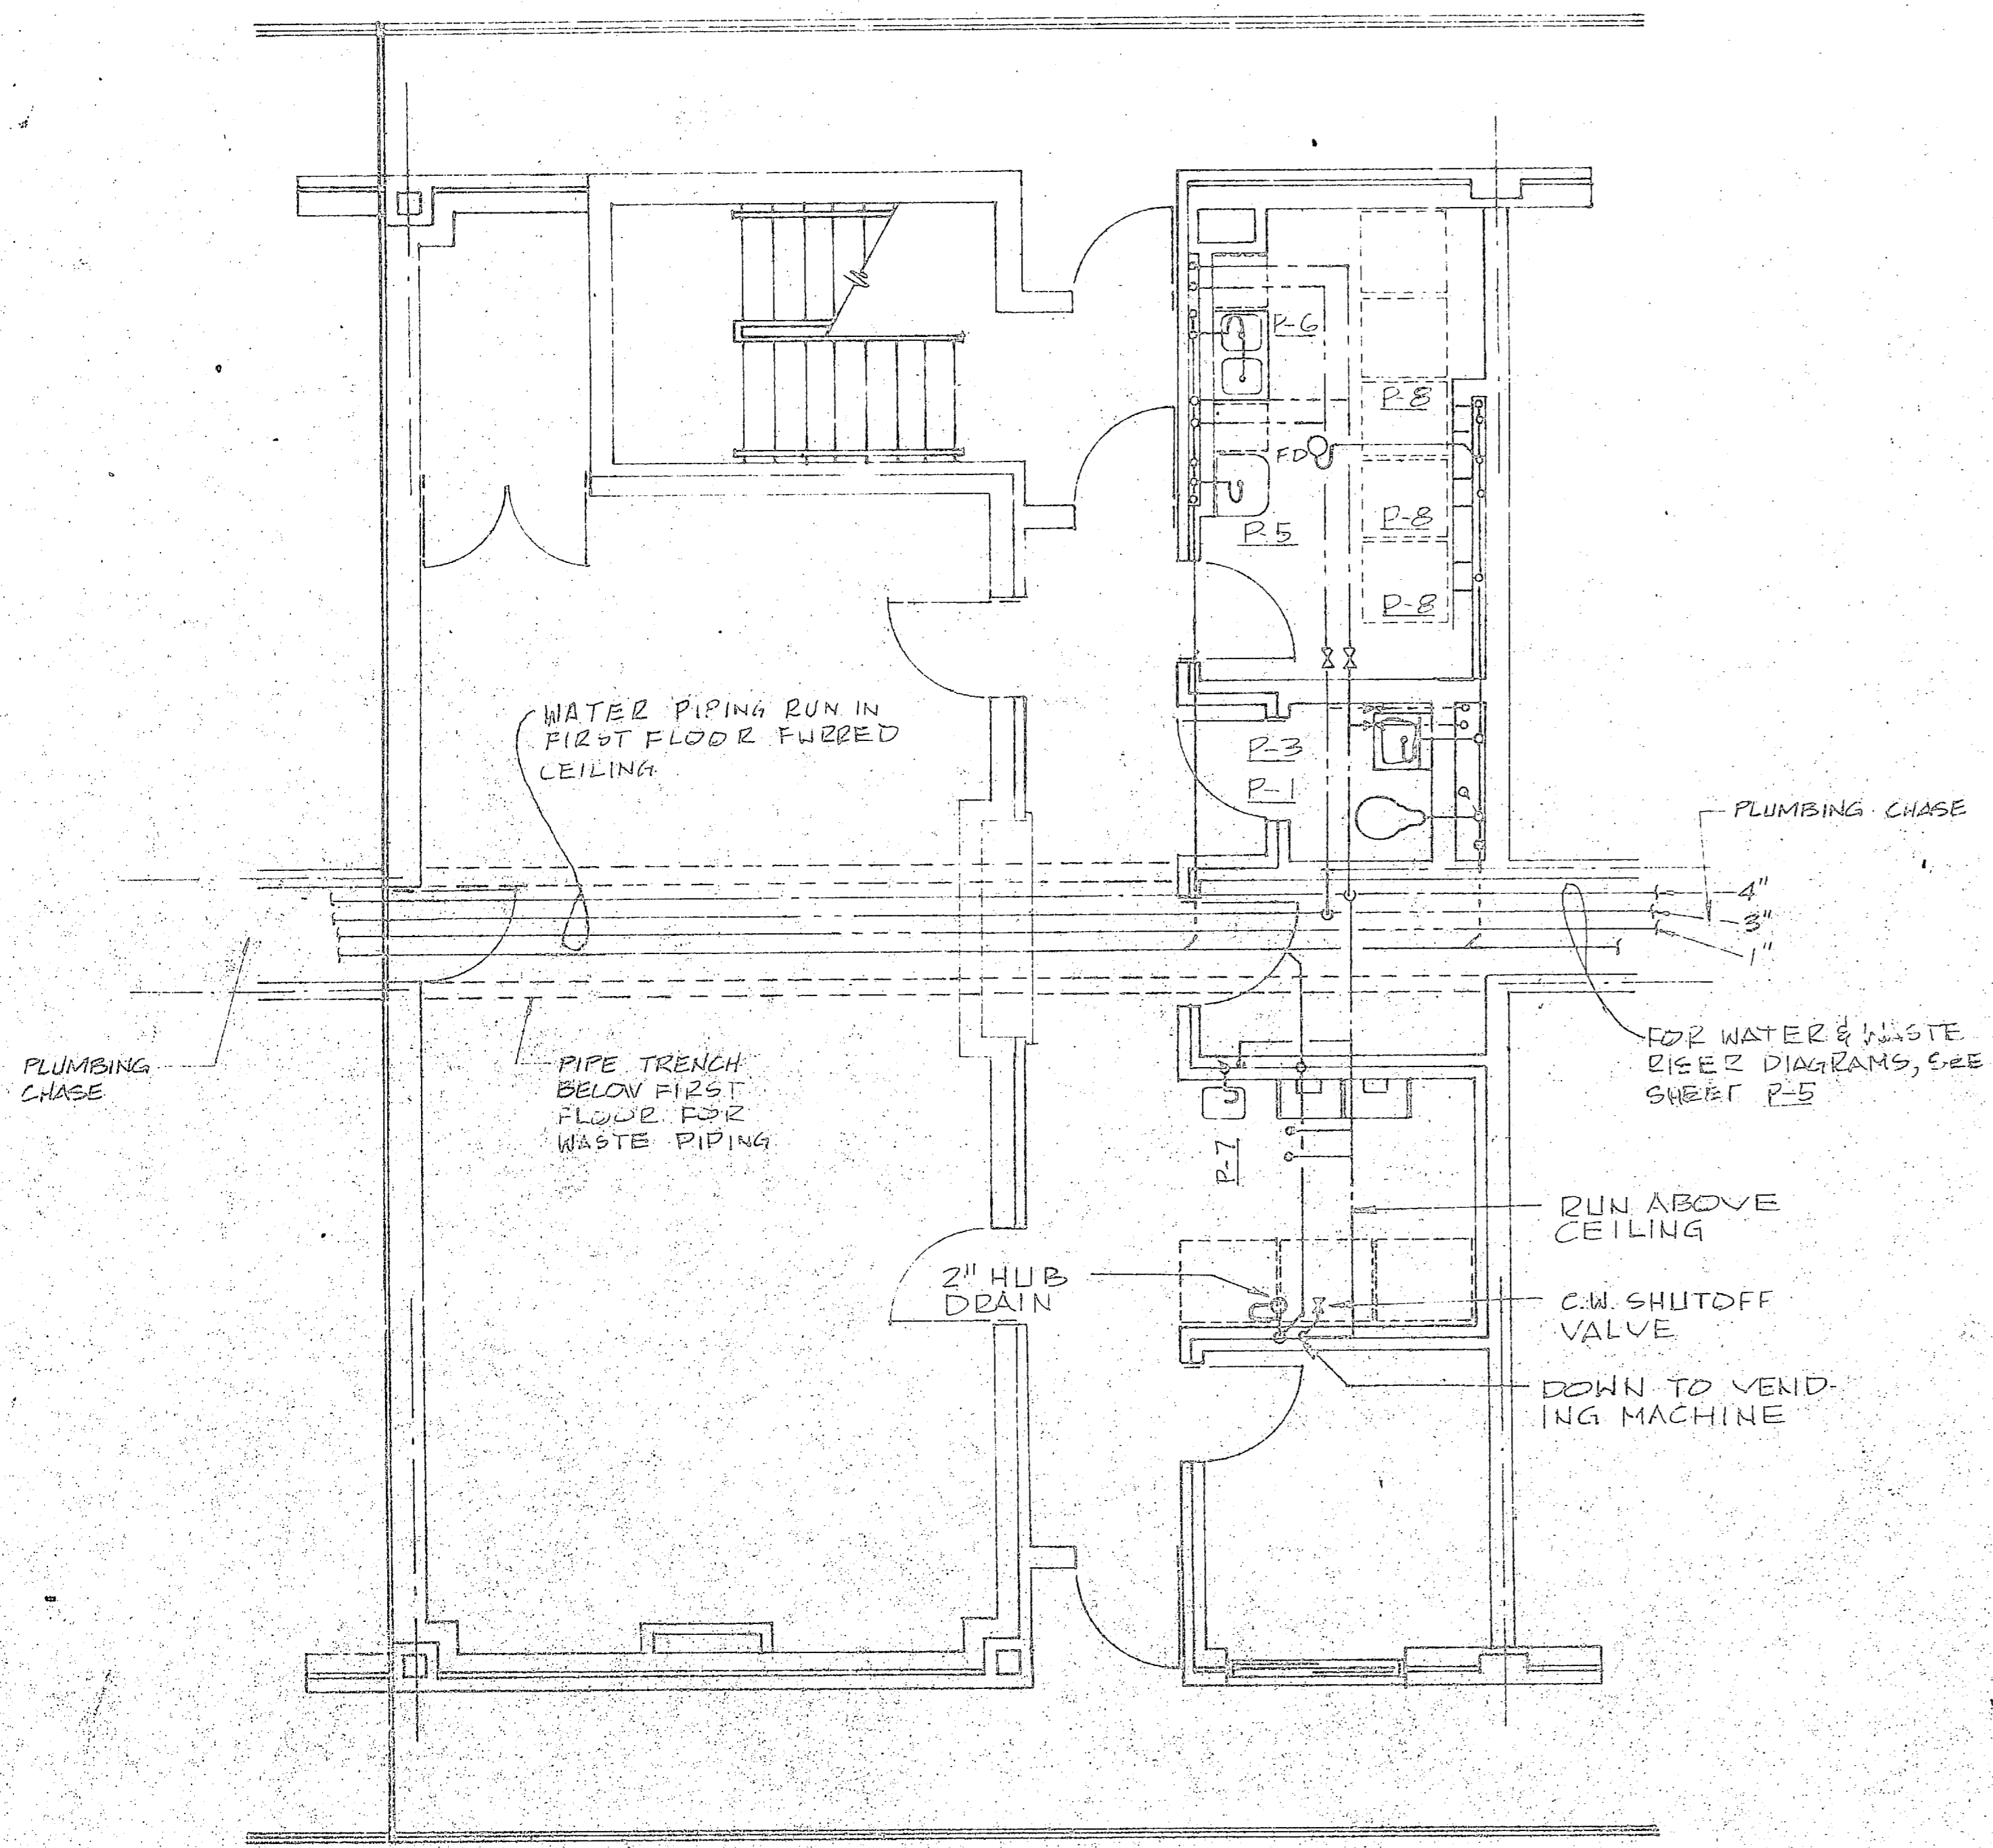 P-6
P-8
FD
P-8
P-5
P-8
WATER PIPING RUN IN
FIRST FLOOR FURRED
CEILING
P-3
P-1
PLUMBING CHASE
4"
3"
1"
PLUMBING
CHASE
PIPE TRENCH
BELOW FIRST
FLOOR FOR
WASTE PIPING
FOR WATER & WASTE
RISER DIAGRAMS, SEE
SHEET P-5
P-7
RUN ABOVE
CEILING
2" HUB
DRAIN
C.W. SHUTOFF
VALVE
DOWN TO VEND-
ING MACHINE